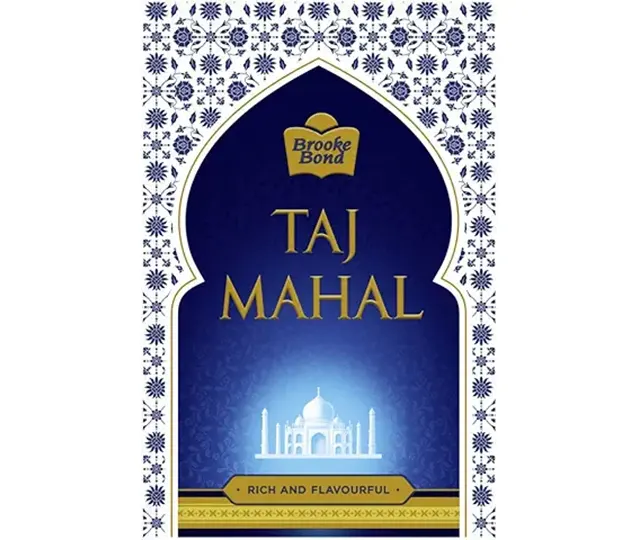 Brooke
Bond
TAJ
MAHAL
· RICH AND FLAVOURFUL ·